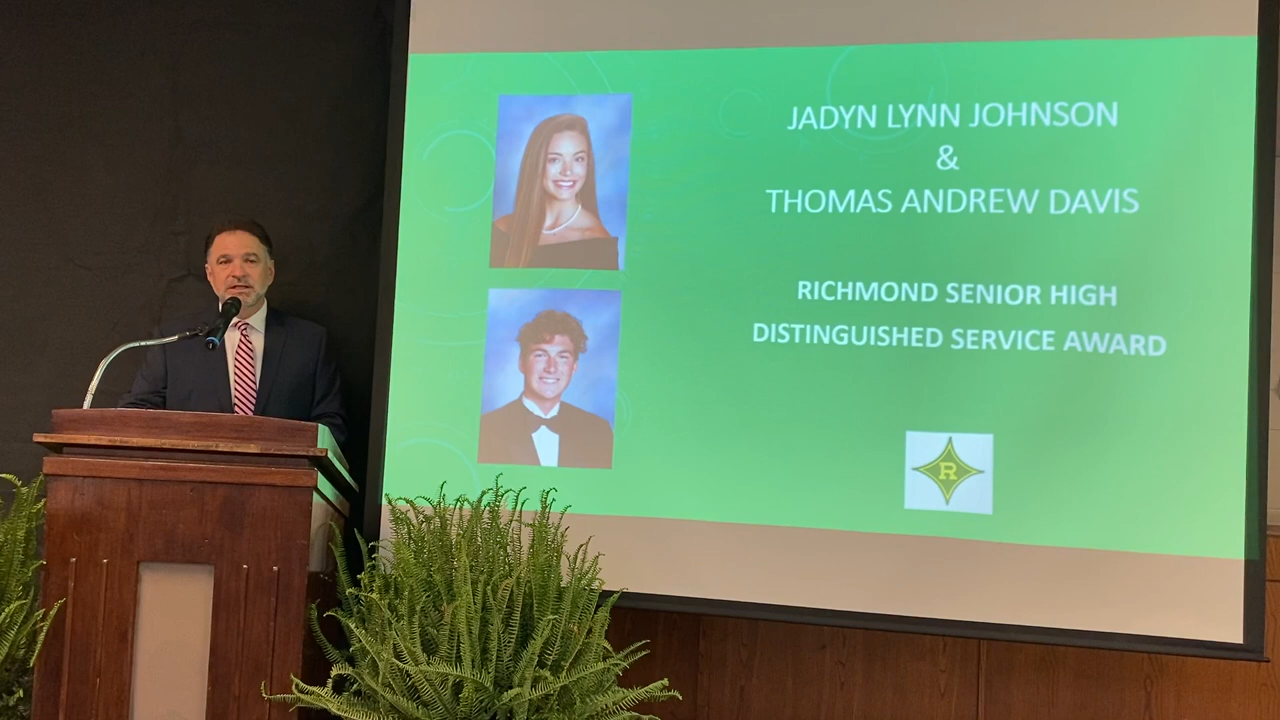 JADYN LYNN JOHNSON
&
THOMAS ANDREW DAVIS
RICHMOND SENIOR HIGH
DISTINGUISHED SERVICE AWARD
R